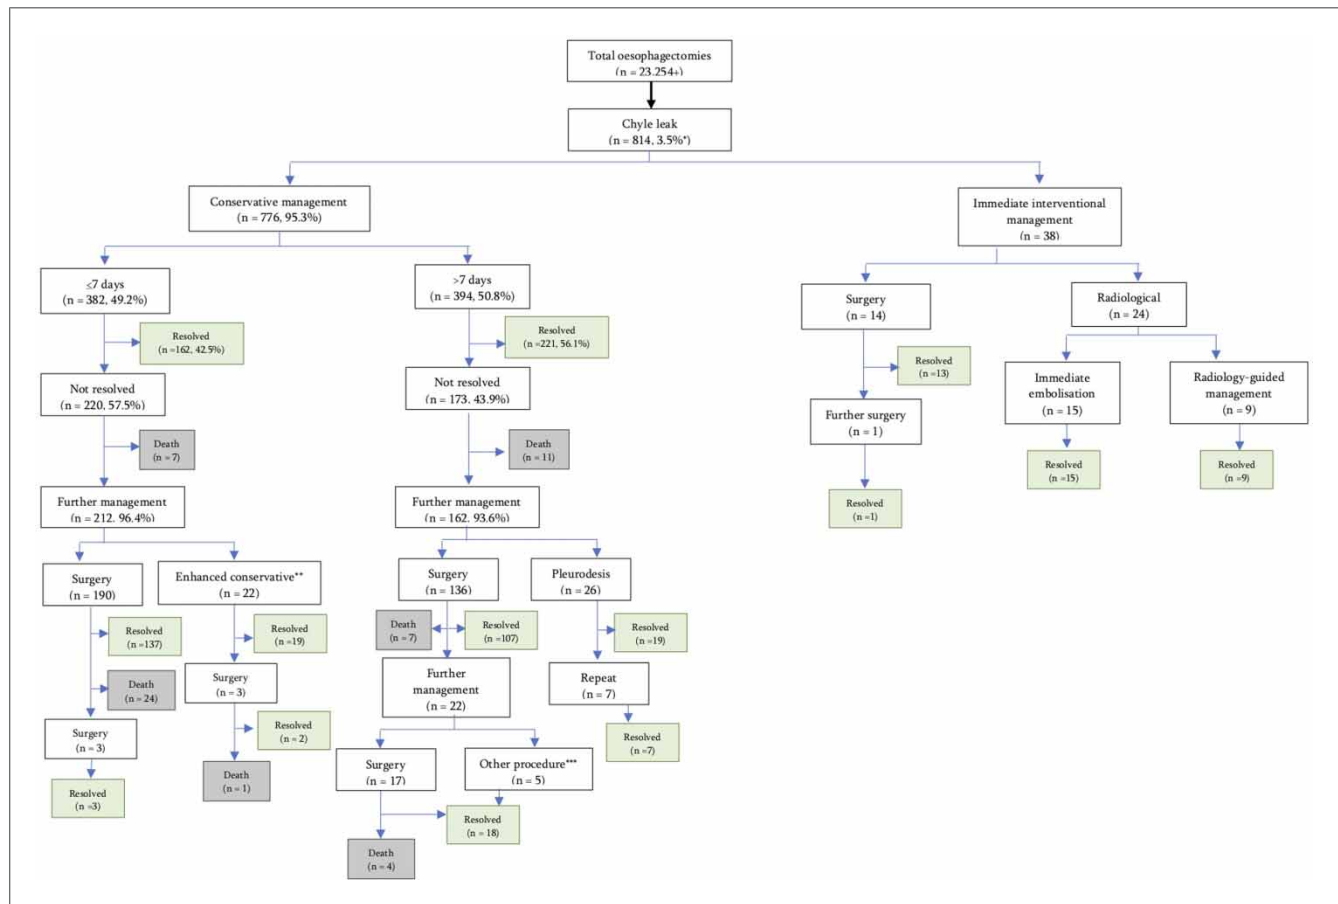 Total oesophagectomies
(n = 23.254+)
Chyle leak
(n = 814, 3.5%*)
Conservative management
(n = 776, 95.3%)
Immediate interventional
management
(n = 38)
≤7 days
(n = 382, 49.2%)
>7 days
(n = 394, 50.8%)
Surgery
(n = 14)
Radiological
(n = 24)
Resolved
(n =162, 42.5%)
Resolved
(n =221, 56.1%)
Resolved
(n =13)
Not resolved
(n = 220, 57.5%)
Not resolved
(n = 173, 43.9%)
Further surgery
(n = 1)
Immediate
embolisation
(n = 15)
Radiology-guided
management
(n = 9)
Death
(n = 7)
Death
(n = 11)
Resolved
(n =15)
Resolved
(n =9)
Further management
(n = 212. 96.4%)
Further management
(n = 162. 93.6%)
Resolved
(n =1)
Surgery
(n = 190)
Enhanced conservative**
(n = 22)
Surgery
(n = 136)
Pleurodesis
(n = 26)
Resolved
(n =137)
Resolved
(n =19)
Death
(n = 7)
Resolved
(n =107)
Resolved
(n =19)
Death
(n = 24)
Surgery
(n = 3)
Further
management
(n = 22)
Repeat
(n = 7)
Surgery
(n = 3)
Resolved
(n = 2)
Resolved
(n =7)
Resolved
(n =3)
Death
(n = 1)
Surgery
(n = 17)
Other procedure***
(n = 5)
Resolved
(n = 18)
Death
(n = 4)